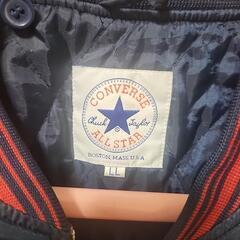 CONVERSE
Chuck Taylor
ALL STAR
BOSTON, MASS. U.S.A
LL